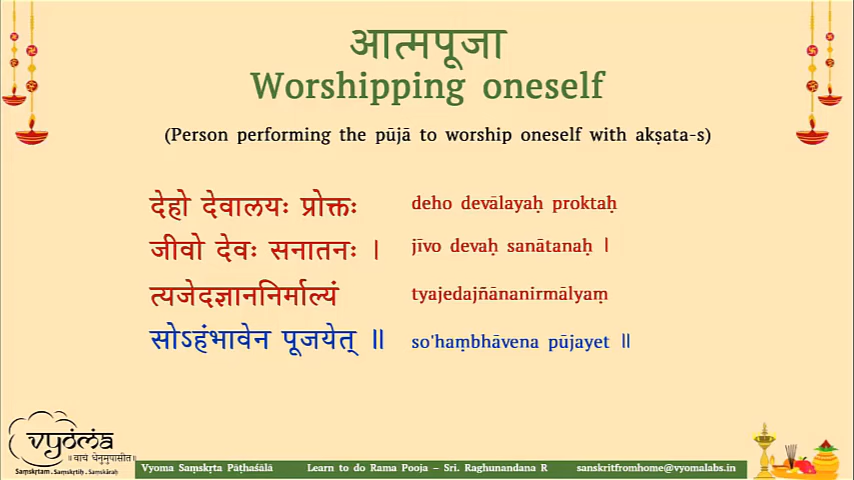 आत्मपूजा
Worshipping oneself
(Person performing the pūjā to worship oneself with akṣata-s)
देहो देवालयः प्रोक्तः deho devālayaḥ proktaḥ
जीवो देवः सनातनः । jīvo devaḥ sanātanaḥ |
त्यजेदज्ञाननिर्माल्यं tyajedajñānanirmālyaṃ
सोऽहंभावेन पूजयेत् ॥ so'haṃbhāvena pūjayet ||
vyoma
॥ वाचं धेनुमुपासीत॥
Saṃskṛtam . Saṃskṛtiḥ . Saṃskāraḥ
Vyoma Saṃskṛta Pāṭhaśālā Learn to do Rama Pooja – Sri. Raghunandana R sanskritfromhome@vyomalabs.in